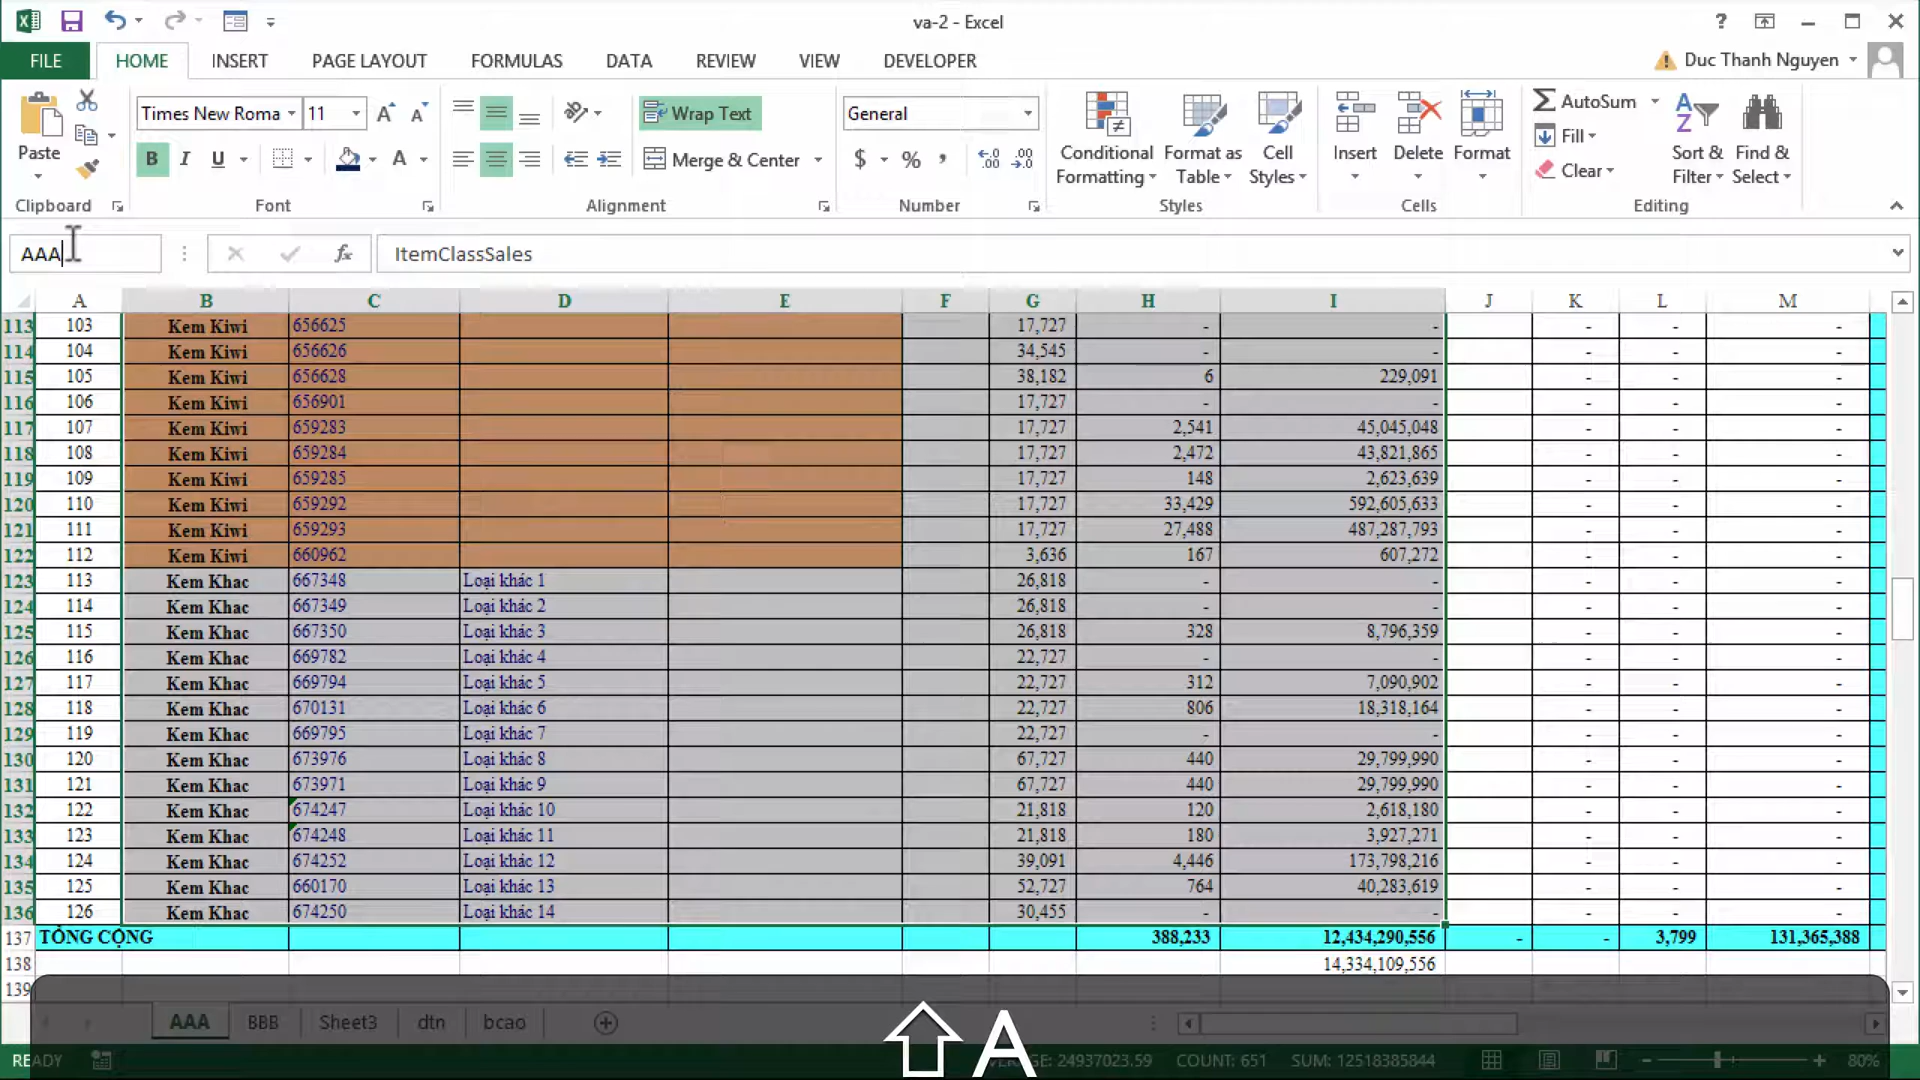 va-2 - Excel ?
FILE HOME INSERT PAGE LAYOUT FORMULAS DATA REVIEW VIEW DEVELOPER Duc Thanh Nguyen
Paste Times New Roma 11 A A Wrap Text General AutoSum
B I U A Merge & Center $ % , .00 .00 Conditional Formatting Format as Table Cell Styles Insert Delete Format Fill Clear Sort & Filter Find & Select
Clipboard Font Alignment Number Styles Cells Editing
AAA fx ItemClassSales
A B C D E F G H I J K L M
113 103 Kem Kiwi 656625 17,727 - - - - -
114 104 Kem Kiwi 656626 34,545 - - - - -
115 105 Kem Kiwi 656628 38,182 6 229,091 - - -
116 106 Kem Kiwi 656901 17,727 - - - - -
117 107 Kem Kiwi 659283 17,727 2,541 45,045,048 - - -
118 108 Kem Kiwi 659284 17,727 2,472 43,821,865 - - -
119 109 Kem Kiwi 659285 17,727 148 2,623,639 - - -
120 110 Kem Kiwi 659292 17,727 33,429 592,605,633 - - -
121 111 Kem Kiwi 659293 17,727 27,488 487,287,793 - - -
122 112 Kem Kiwi 660962 3,636 167 607,272 - - -
123 113 Kem Khac 667348 Loại khác 1 26,818 - - - - -
124 114 Kem Khac 667349 Loại khác 2 26,818 - - - - -
125 115 Kem Khac 667350 Loại khác 3 26,818 328 8,796,359 - - -
126 116 Kem Khac 669782 Loại khác 4 22,727 - - - - -
127 117 Kem Khac 669794 Loại khác 5 22,727 312 7,090,902 - - -
128 118 Kem Khac 670131 Loại khác 6 22,727 806 18,318,164 - - -
129 119 Kem Khac 669795 Loại khác 7 22,727 - - - - -
130 120 Kem Khac 673976 Loại khác 8 67,727 440 29,799,990 - - -
131 121 Kem Khac 673971 Loại khác 9 67,727 440 29,799,990 - - -
132 122 Kem Khac 674247 Loại khác 10 21,818 120 2,618,180 - - -
133 123 Kem Khac 674248 Loại khác 11 21,818 180 3,927,271 - - -
134 124 Kem Khac 674252 Loại khác 12 39,091 4,446 173,798,216 - - -
135 125 Kem Khac 660170 Loại khác 13 52,727 764 40,283,619 - - -
136 126 Kem Khac 674250 Loại khác 14 30,455 - - - - -
137 TỔNG CỘNG 388,233 12,434,290,556 - - 3,799 131,365,388
138 14,334,109,556
139
AAA BBB Sheet3 dtn bcao
A
READY 24937023.59 COUNT: 651 SUM: 12518385844 80%